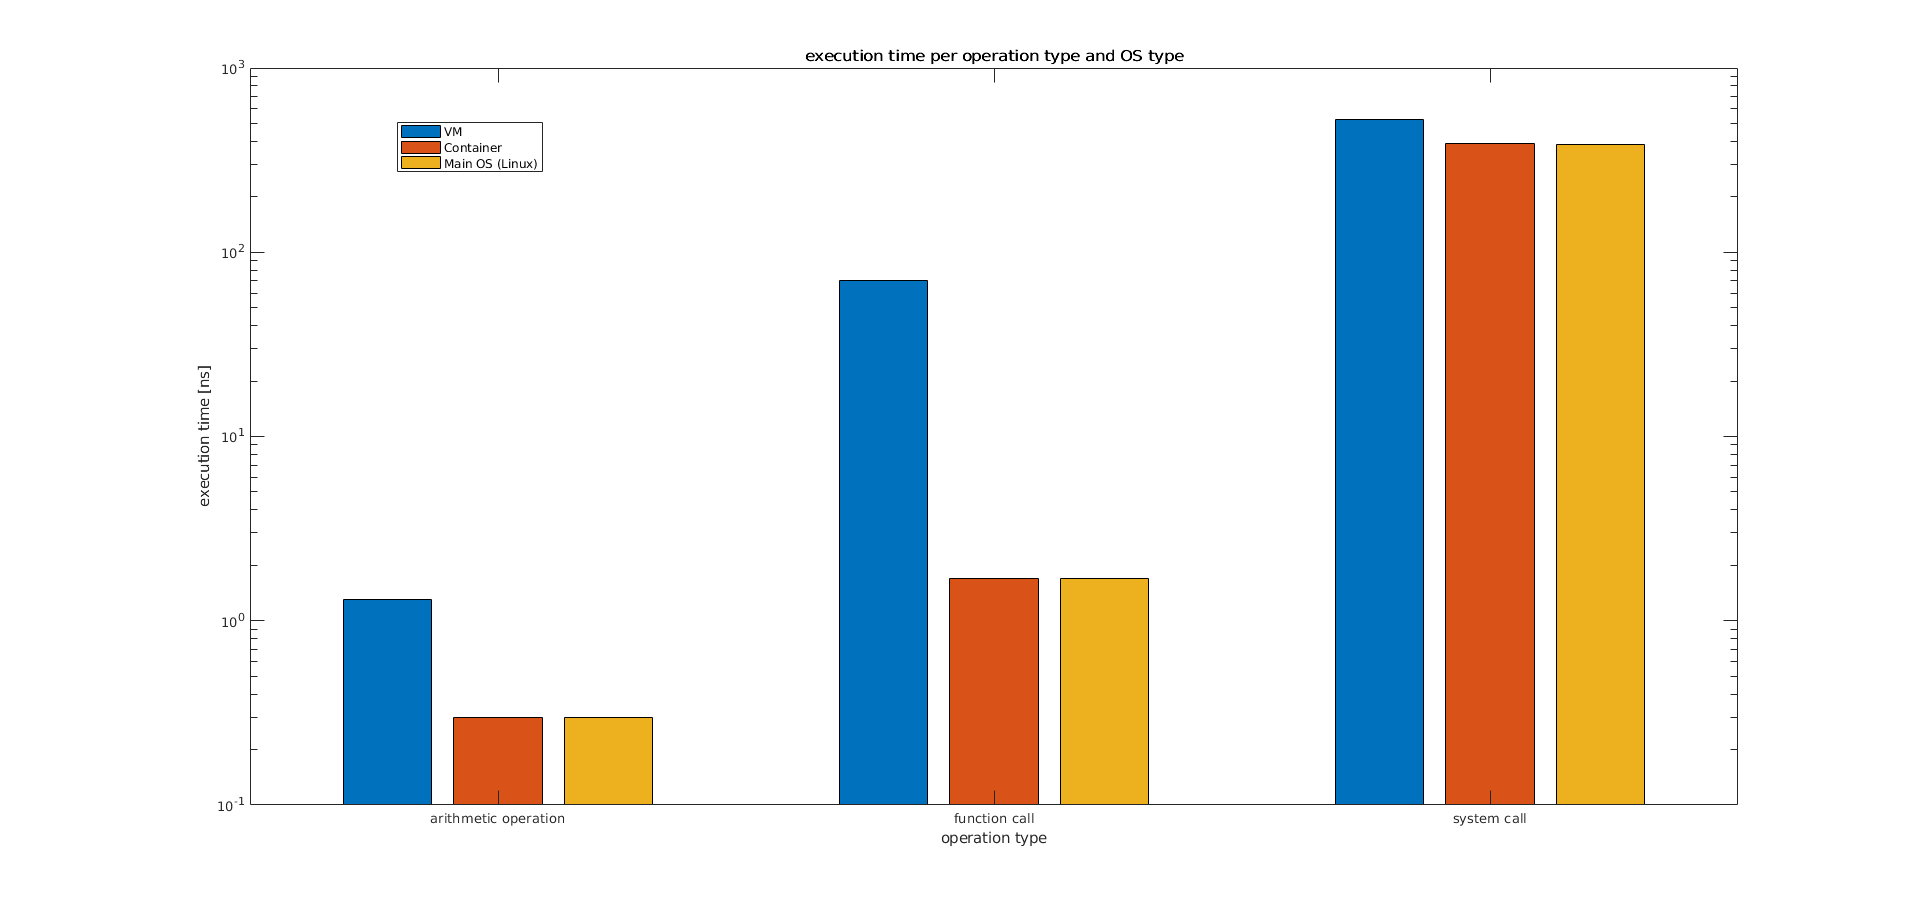 execution time per operation type and OS type
10^3
VM
Container
Main OS (Linux)
10^2
execution time [ns]
10^1
10^0
10^-1
arithmetic operation
function call
system call
operation type